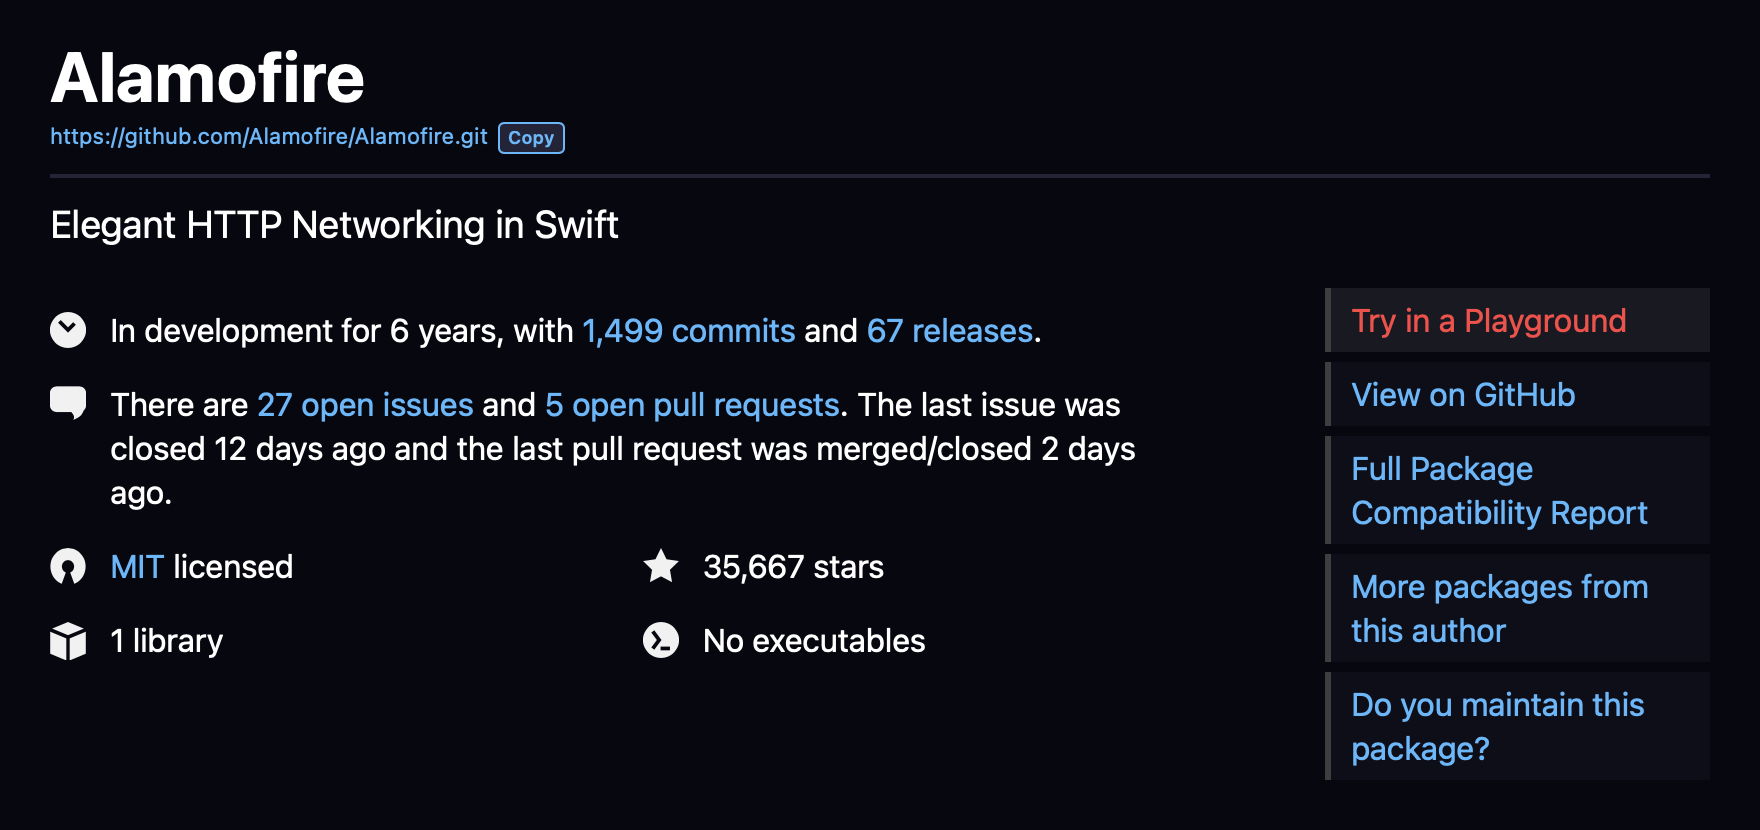 Alamofire
https://github.com/Alamofire/Alamofire.git Copy
Elegant HTTP Networking in Swift
In development for 6 years, with 1,499 commits and 67 releases.
There are 27 open issues and 5 open pull requests. The last issue was
closed 12 days ago and the last pull request was merged/closed 2 days
ago.
MIT licensed
35,667 stars
1 library
No executables
Try in a Playground
View on GitHub
Full Package
Compatibility Report
More packages from
this author
Do you maintain this
package?